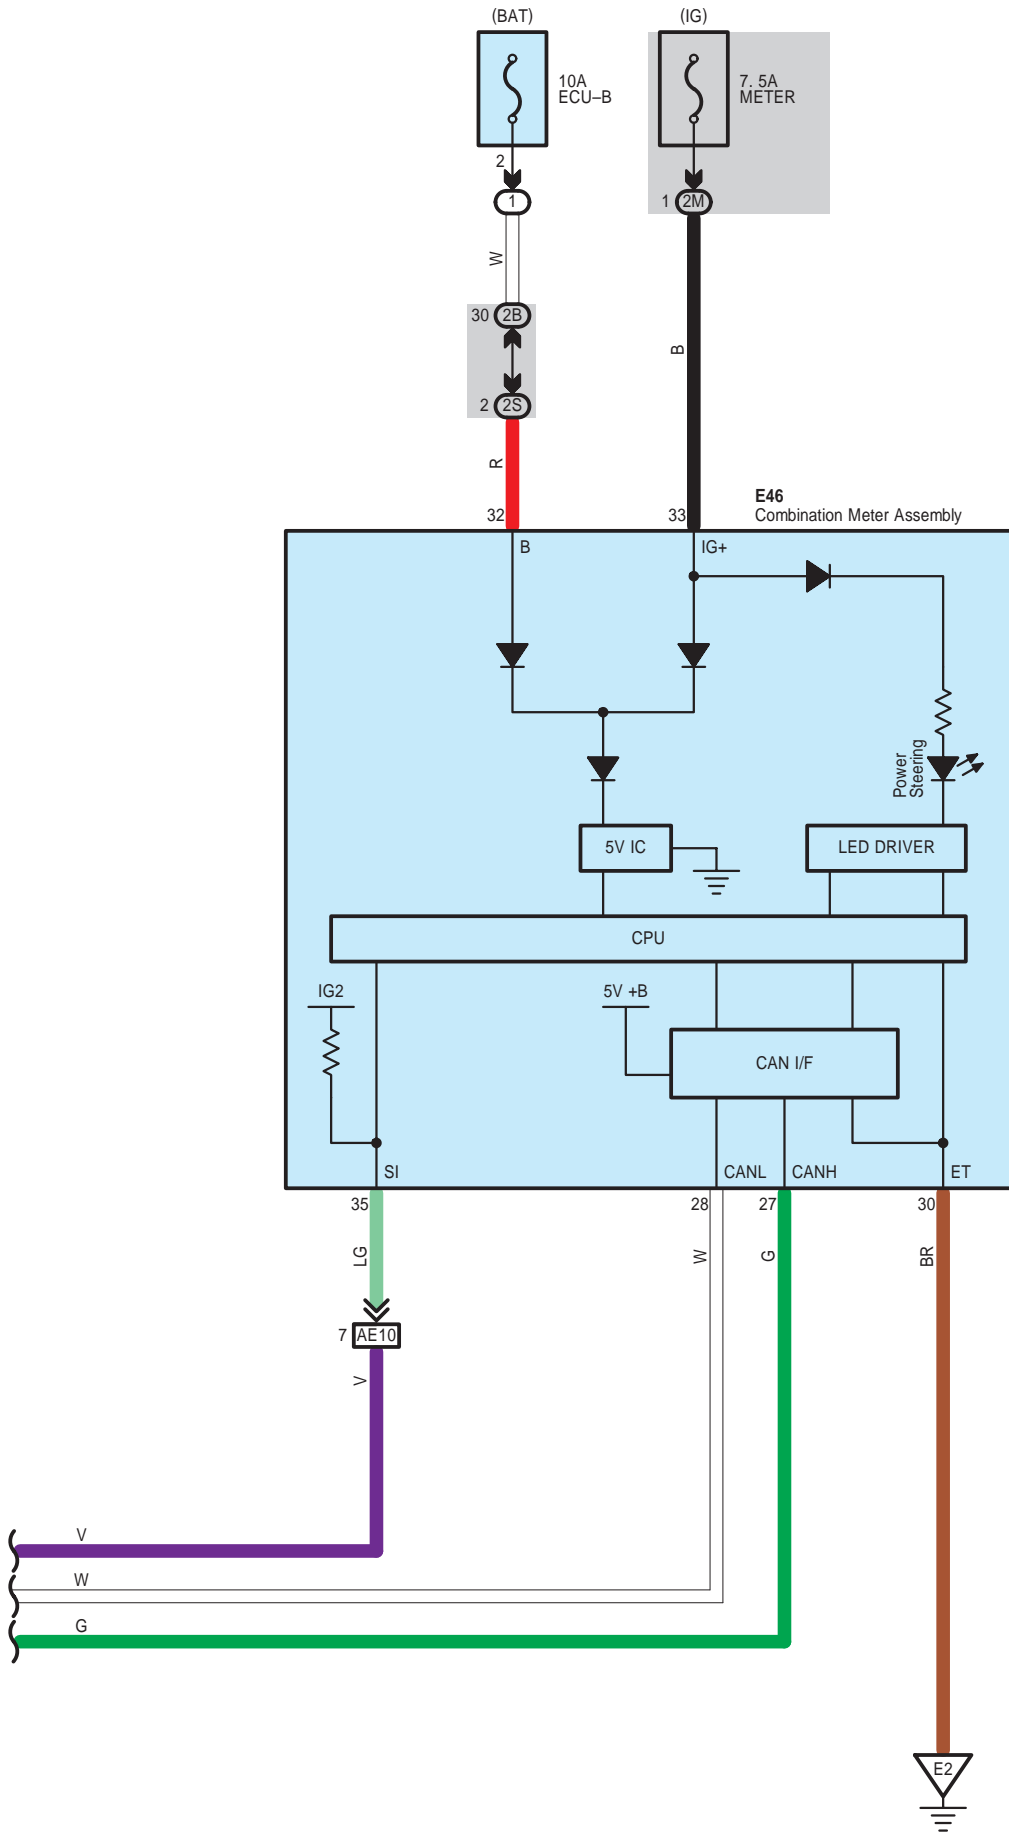 (BAT)
(IG)
10A
ECU–B
7. 5A
METER
2
1
1
2M
W
30
2B
B
2
2S
R
E46
Combination Meter Assembly
32
33
B
IG+
Power
Steering
5V IC
LED DRIVER
CPU
IG2
5V +B
CAN I/F
SI
CANL
CANH
ET
35
28
27
30
LG
W
G
BR
7
AE10
V
V
W
G
E2